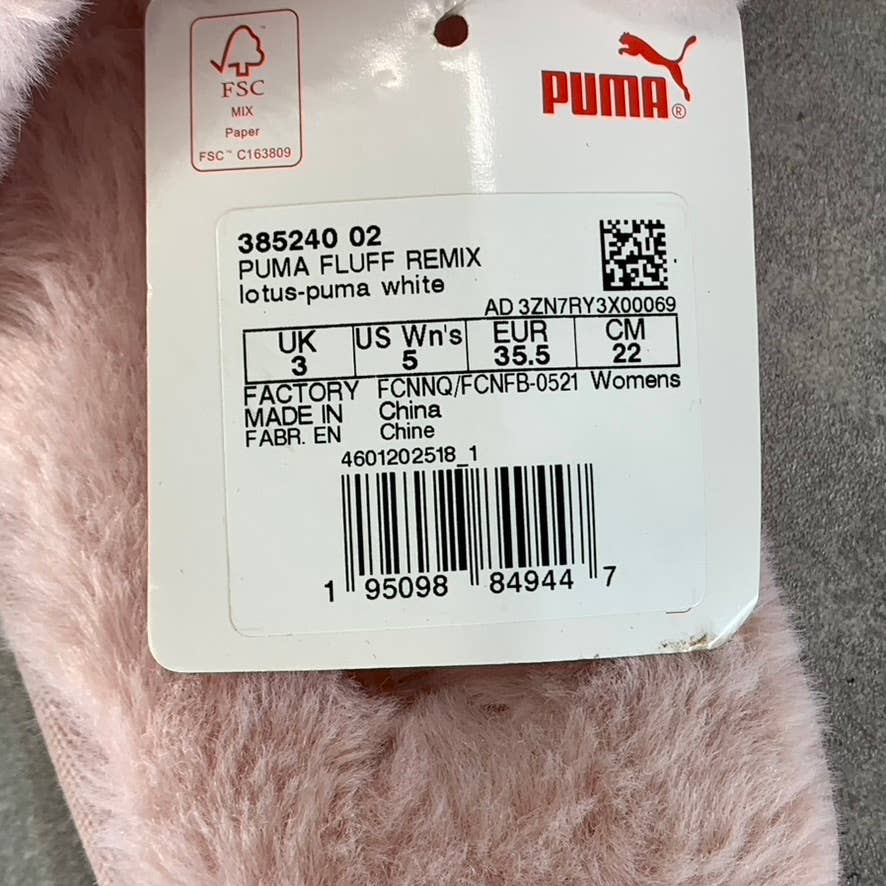 FSC
MIX
Paper
FSC™ C163809
PUMA®
385240 02
PUMA FLUFF REMIX
lotus-puma white
AD 3ZN7RY3X00069
UK US Wn's EUR CM
3 5 35.5 22
FACTORY FCNNQ/FCNFB-0521 Womens
MADE IN China
FABR. EN Chine
4601202518_1
1 95098 84944 7